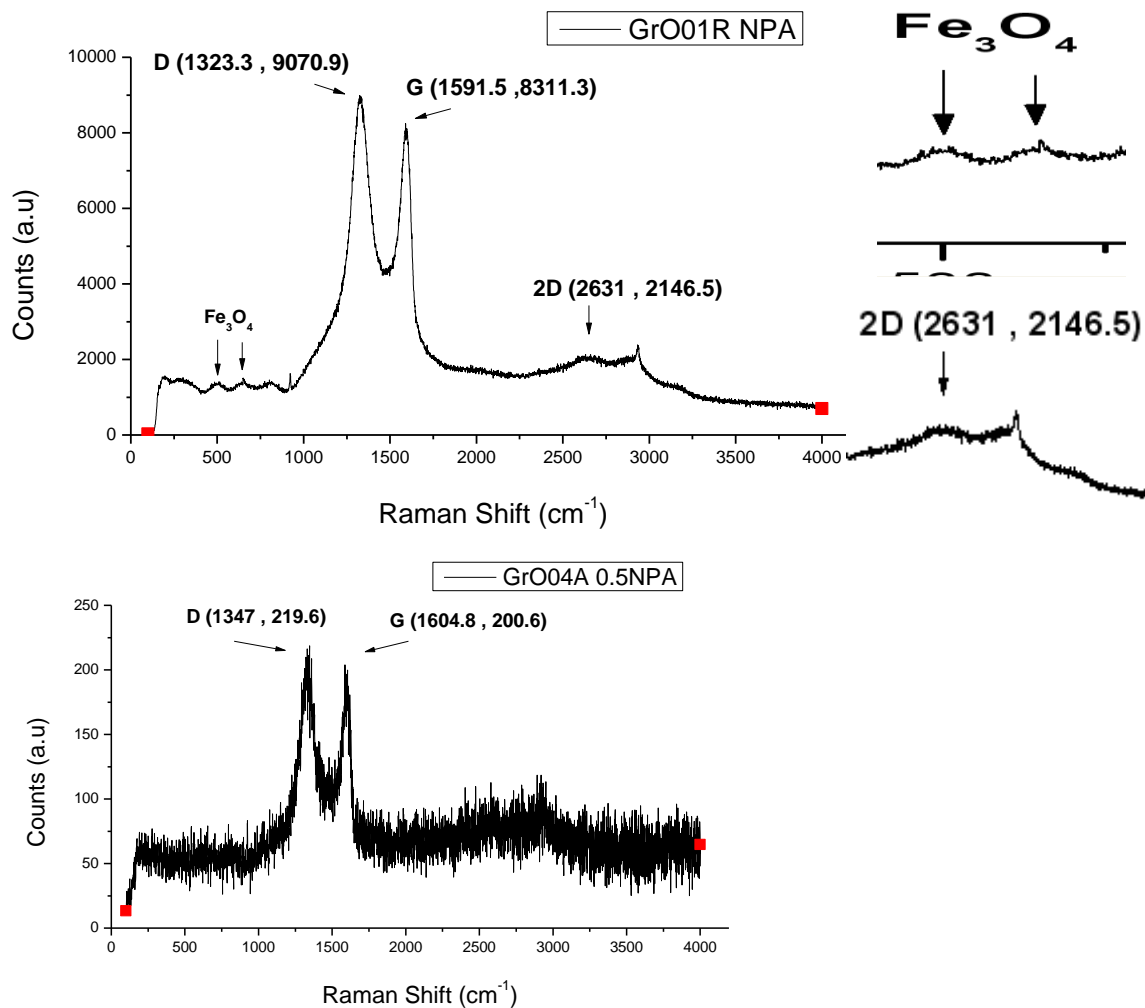 GrO01R NPA
D (1323.3 , 9070.9)
G (1591.5 ,8311.3)
2D (2631 , 2146.5)
Fe3O4
10000
8000
6000
4000
2000
0
Counts (a.u)
0 500 1000 1500 2000 2500 3000 3500 4000
Raman Shift (cm-1)
Fe3O4
2D (2631 , 2146.5)
GrO04A 0.5NPA
D (1347 , 219.6)
G (1604.8 , 200.6)
250
200
150
100
50
0
Counts (a.u)
0 500 1000 1500 2000 2500 3000 3500 4000
Raman Shift (cm-1)